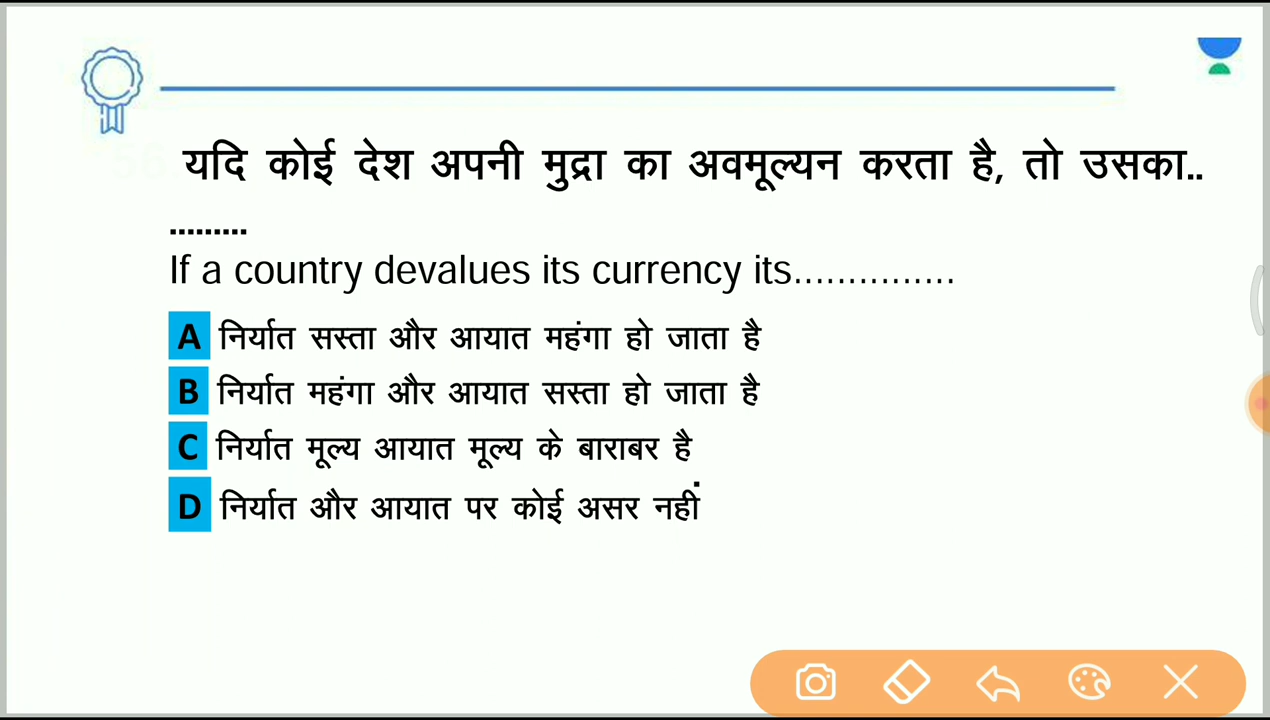 यदि कोई देश अपनी मुद्रा का अवमूल्यन करता है, तो उसका..
.........
If a country devalues its currency its...............
A निर्यात सस्ता और आयात महंगा हो जाता है
B निर्यात महंगा और आयात सस्ता हो जाता है
C निर्यात मूल्य आयात मूल्य के बाराबर है
D निर्यात और आयात पर कोई असर नहीं